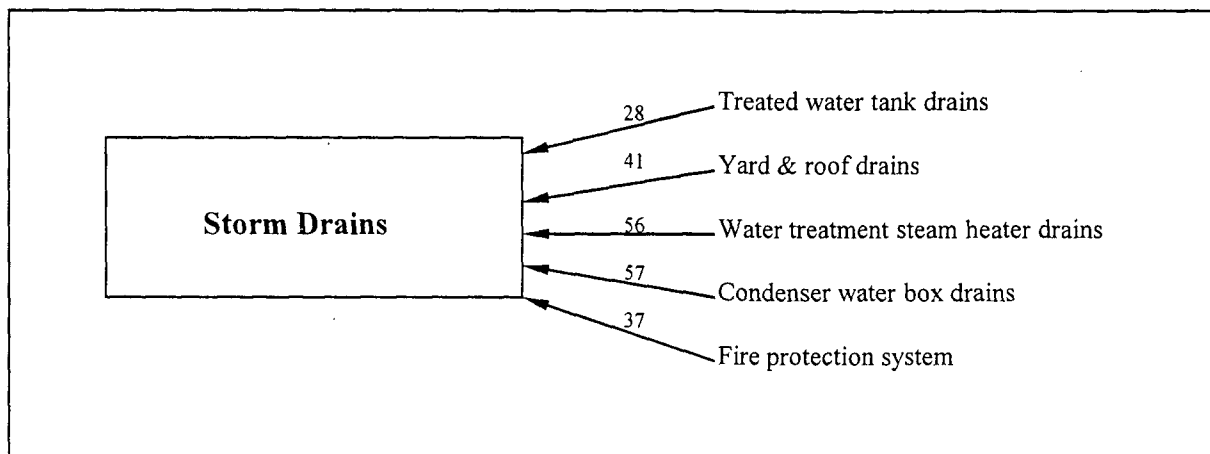 28
Treated water tank drains
41
Yard & roof drains
Storm Drains
56
Water treatment steam heater drains
57
Condenser water box drains
37
Fire protection system